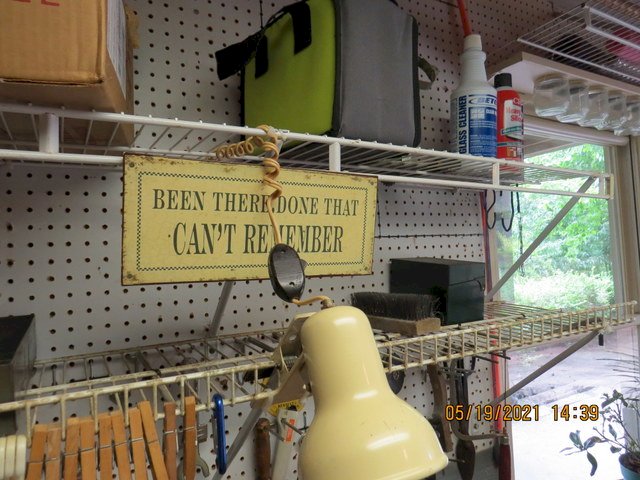 BEEN THERE DONE THAT
CAN'T REMEMBER
GLASS CLEANER
05/19/2021 14:39